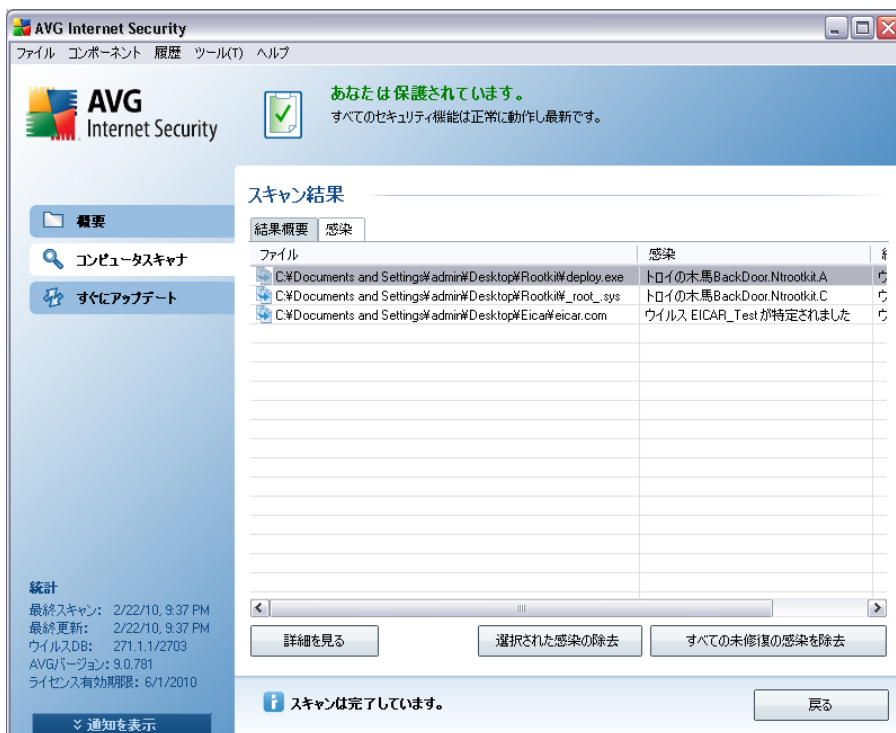 AVG Internet Security
ファイル コンポーネント 履歴 ツール(T) ヘルプ
AVG
Internet Security
あなたは保護されています。
すべてのセキュリティ機能は正常に動作し最新です。
概要
コンピュータスキャナ
すぐにアップデート
スキャン結果
結果概要 感染
ファイル 感染
C:¥Documents and Settings¥admin¥Desktop¥Rootkit¥deploy.exe トロイの木馬BackDoor.Ntrootkit.A ウ
C:¥Documents and Settings¥admin¥Desktop¥Rootkit¥_root_.sys トロイの木馬BackDoor.Ntrootkit.C ウ
C:¥Documents and Settings¥admin¥Desktop¥Eicar¥eicar.com ウイルス EICAR_Test が特定されました ウ
統計
最終スキャン: 2/22/10, 9:37 PM
最終更新: 2/22/10, 9:37 PM
ウイルスDB: 271.1.1/2703
AVGバージョン: 9.0.781
ライセンス有効期限: 6/1/2010
通知を表示
詳細を見る 選択された感染の除去 すべての未修復の感染を除去
スキャンは完了しています。
戻る